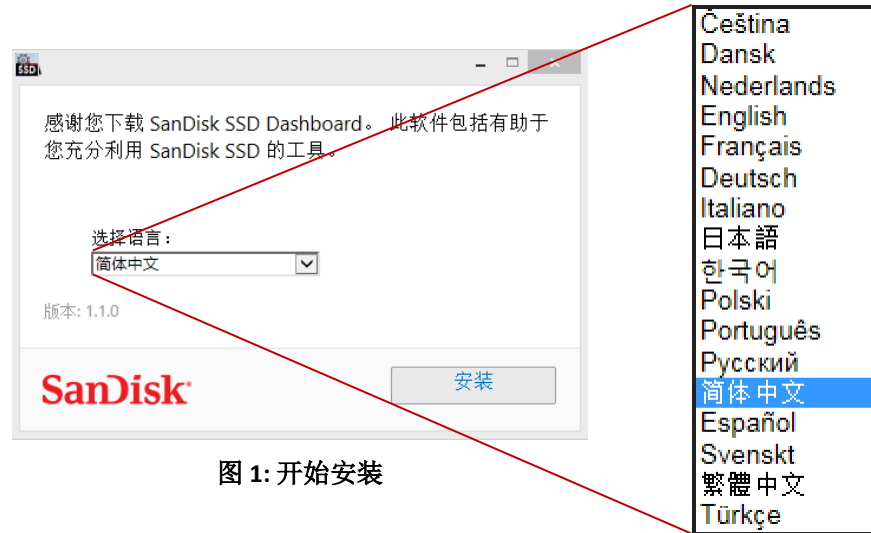 SSD
感谢您下载 SanDisk SSD Dashboard。 此软件包括有助于
您充分利用 SanDisk SSD 的工具。
选择语言：
简体中文
版本: 1.1.0
SanDisk
安装
图 1: 开始安装
Čeština
Dansk
Nederlands
English
Français
Deutsch
Italiano
日本語
한국어
Polski
Português
Русский
简体中文
Español
Svenskt
繁體中文
Türkçe